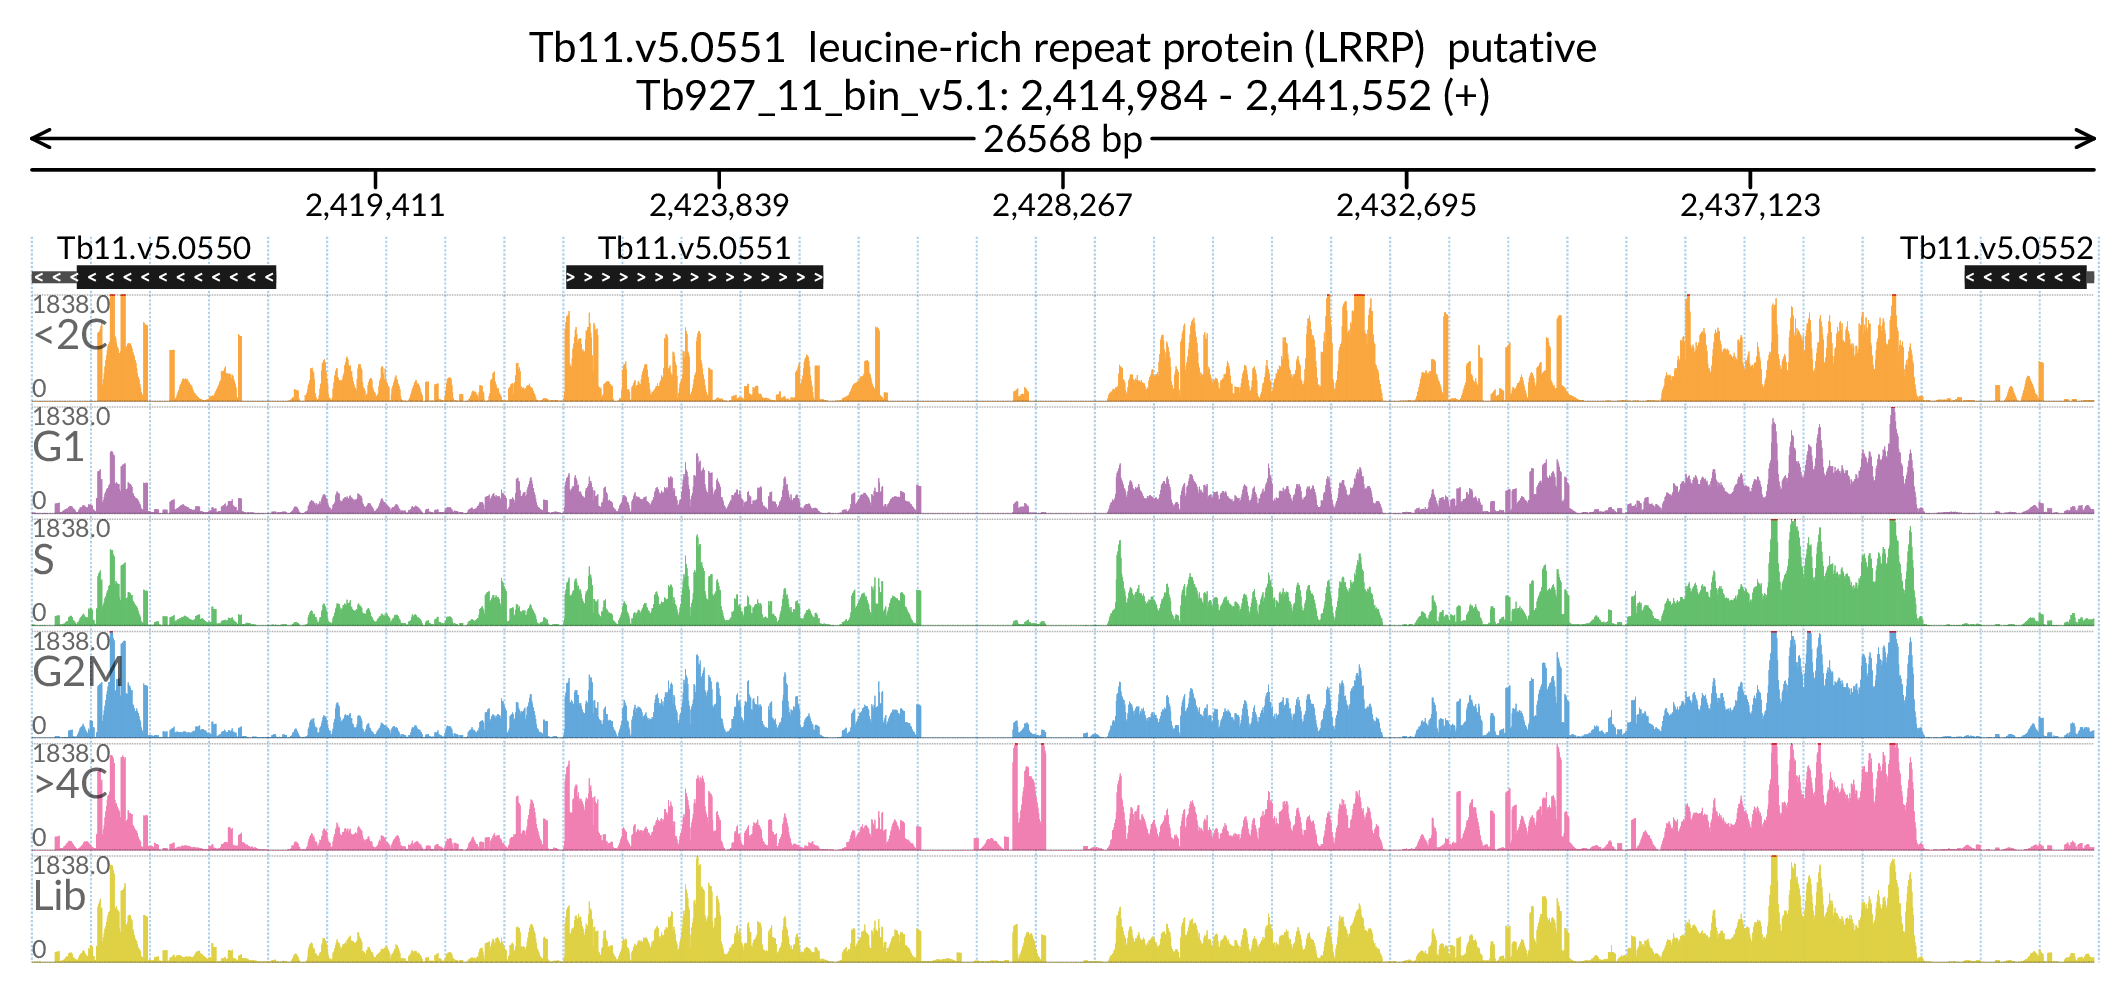 Tb11.v5.0551  leucine-rich repeat protein (LRRP)  putative
Tb927_11_bin_v5.1: 2,414,984 - 2,441,552 (+)
26568 bp
2,419,411 2,423,839 2,428,267 2,432,695 2,437,123
Tb11.v5.0550 Tb11.v5.0551 Tb11.v5.0552
1838.0
<2C
0
1838.0
G1
0
1838.0
S
0
1838.0
G2M
0
1838.0
>4C
0
1838.0
Lib
0